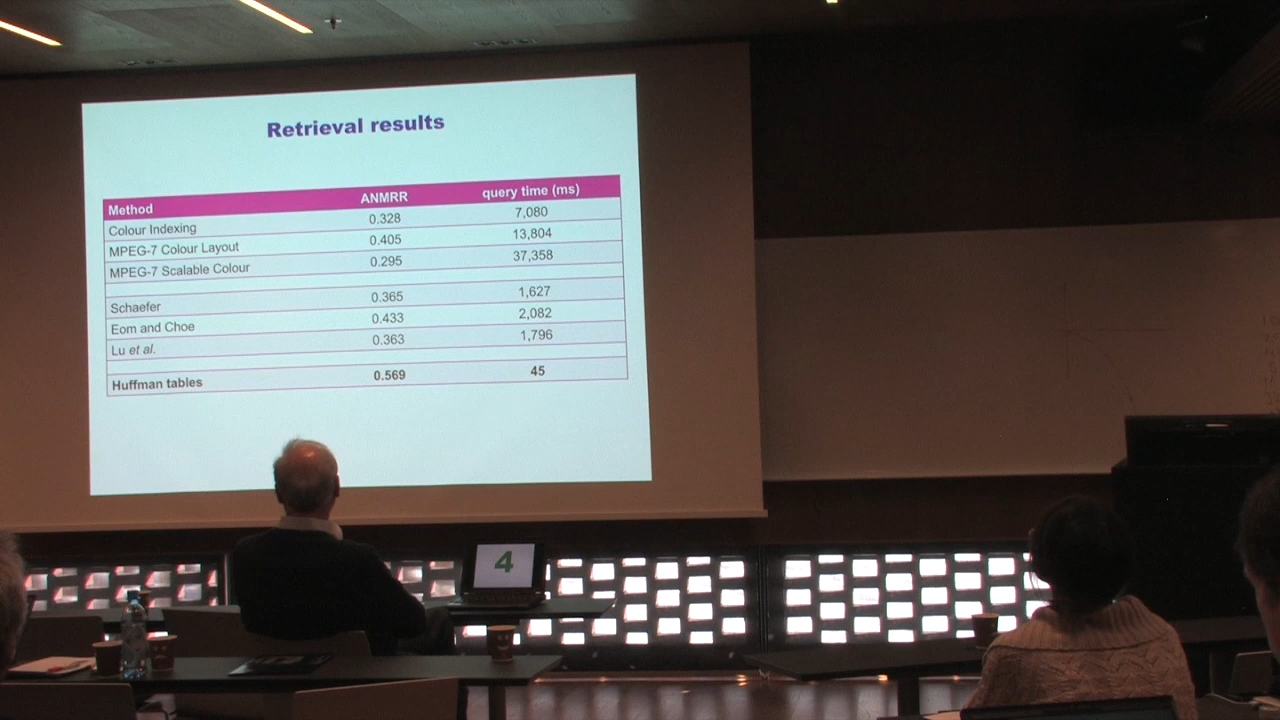 Retrieval results
Method ANMRR query time (ms)
Colour Indexing 0.328 7,080
MPEG-7 Colour Layout 0.405 13,804
MPEG-7 Scalable Colour 0.295 37,358
Schaefer 0.365 1,627
Eom and Choe 0.433 2,082
Lu et al. 0.363 1,796
Huffman tables 0.569 45
4